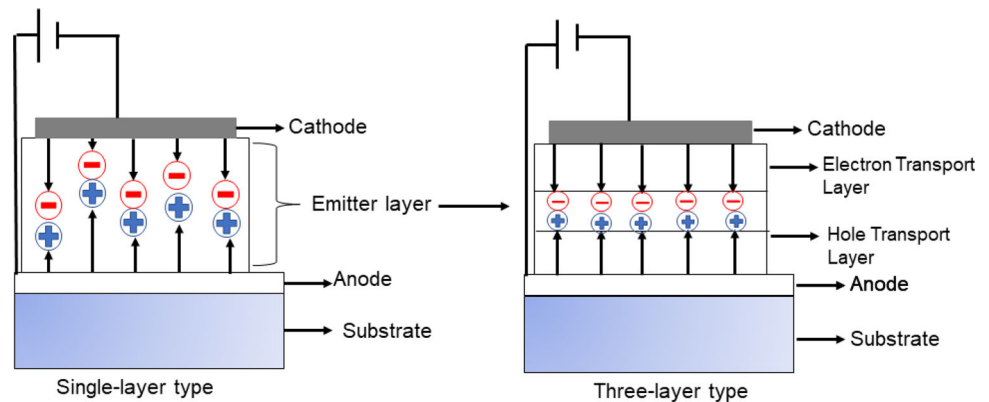 Cathode
Emitter layer
Anode
Substrate
Single-layer type
Cathode
Electron Transport
Layer
Hole Transport
Layer
Anode
Substrate
Three-layer type